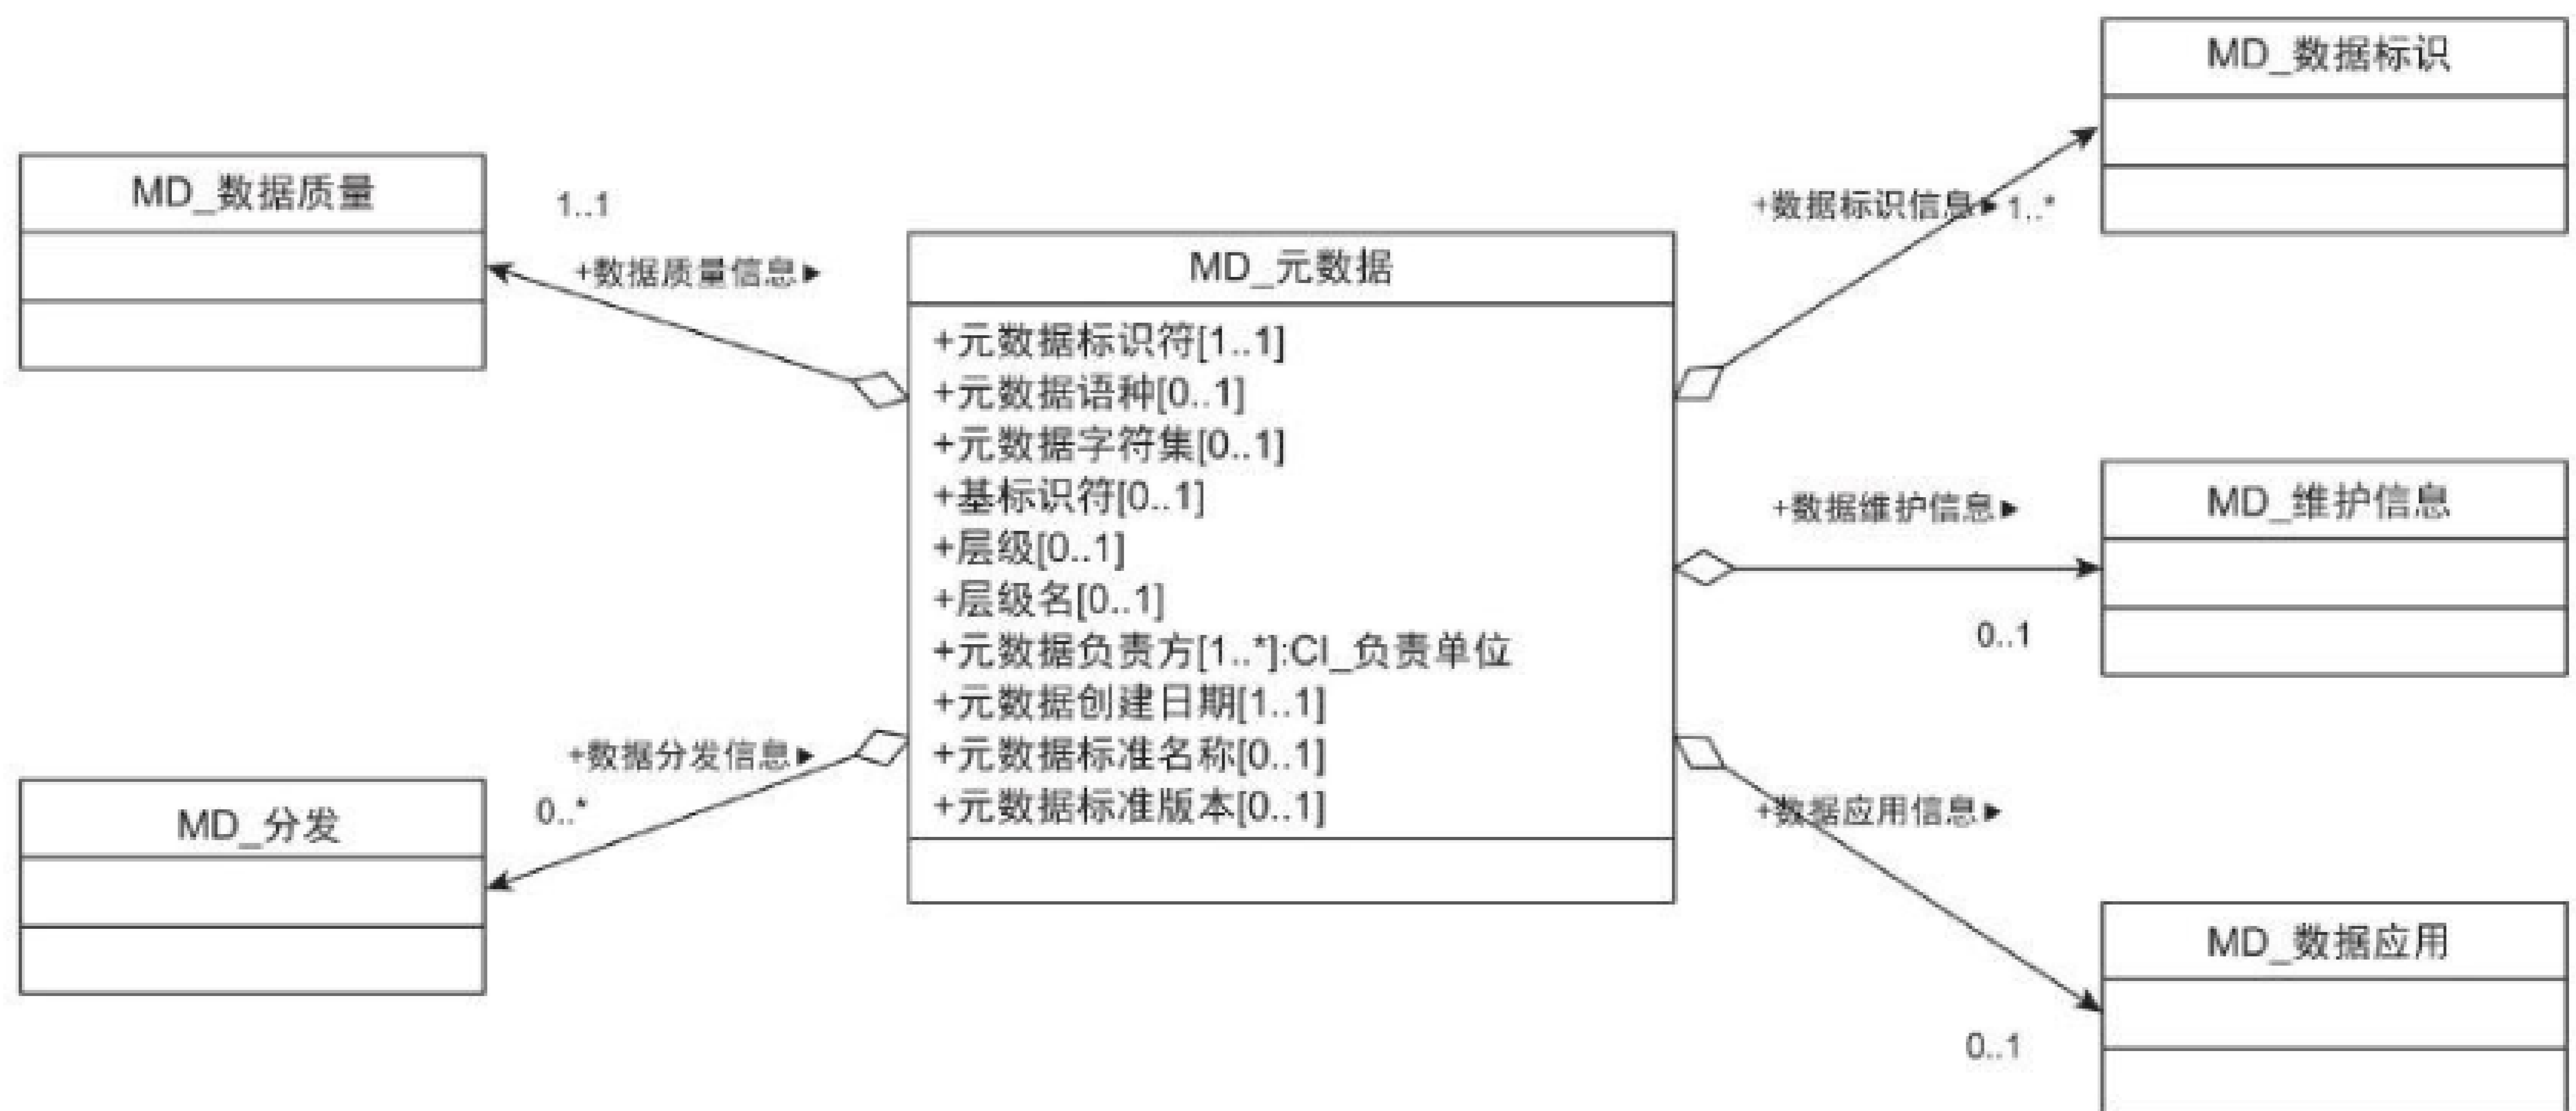 MD_数据标识
MD_数据质量
1..1
+数据标识信息▶ 1..*
+数据质量信息▶
MD_元数据
+元数据标识符[1..1]
+元数据语种[0..1]
+元数据字符集[0..1]
+基标识符[0..1]
+层级[0..1]
+层级名[0..1]
+元数据负责方[1..*]:CI_负责单位
+元数据创建日期[1..1]
+元数据标准名称[0..1]
+元数据标准版本[0..1]
+数据维护信息▶
MD_维护信息
0..1
+数据分发信息▶
0..*
MD_分发
+数据应用信息▶
MD_数据应用
0..1